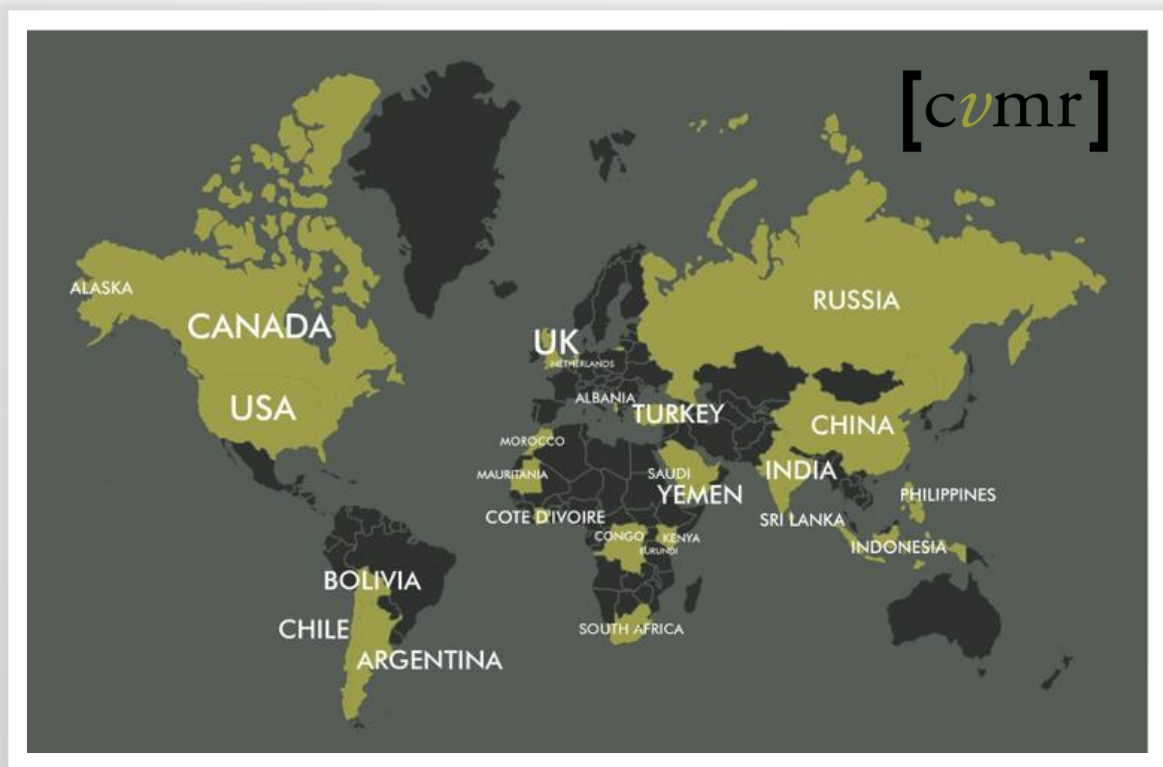 [cvmr]
ALASKA
CANADA
USA
RUSSIA
UK
NETHERLANDS
ALBANIA
TURKEY
CHINA
MOROCCO
MAURITANIA
SAUDI
YEMEN
INDIA
PHILIPPINES
COTE D'IVOIRE
SRI LANKA
CONGO
KENYA
BURUNDI
INDONESIA
BOLIVIA
CHILE
SOUTH AFRICA
ARGENTINA